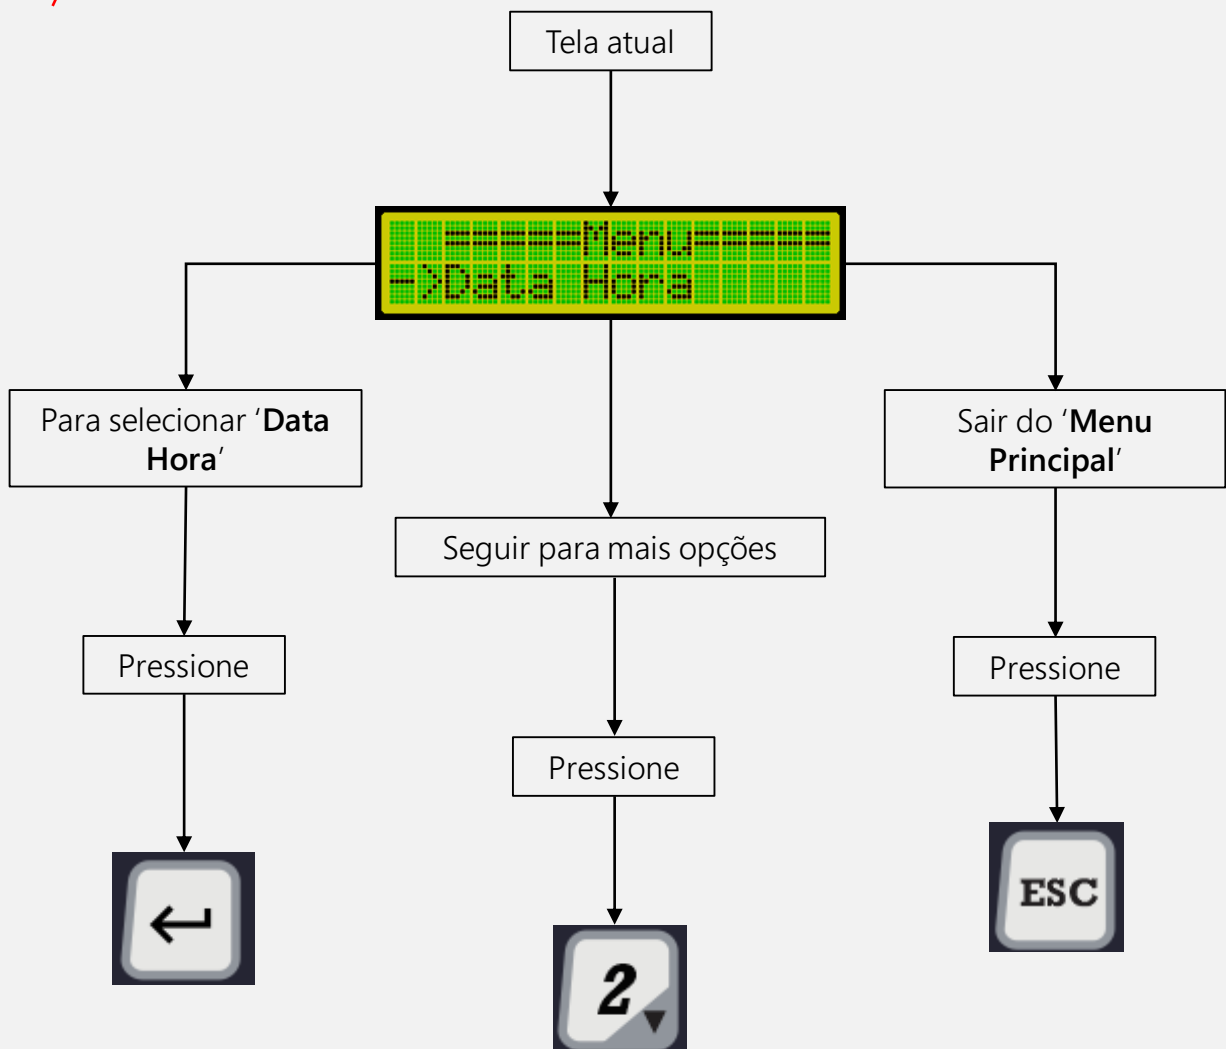 Tela atual
=====Menu=====
->Data Hora
Para selecionar ‘Data
Hora’
Sair do ‘Menu
Principal’
Seguir para mais opções
Pressione
Pressione
Pressione
ESC
2